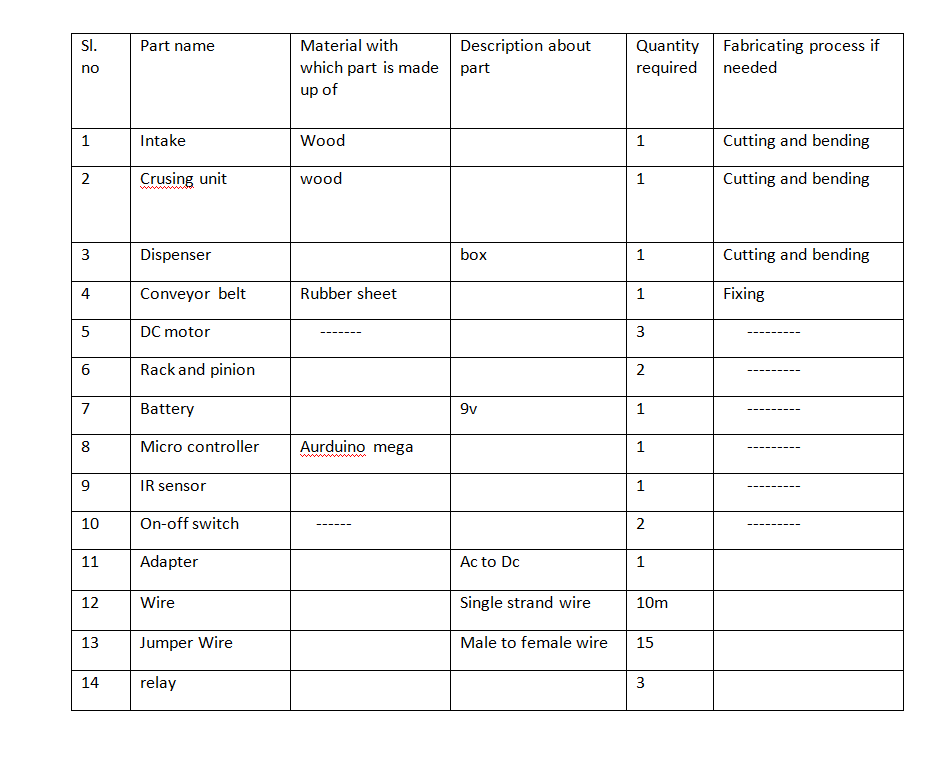 Sl. no Part name Material with which part is made up of Description about part Quantity required Fabricating process if needed
1 Intake Wood 1 Cutting and bending
2 Crusing unit wood 1 Cutting and bending
3 Dispenser box 1 Cutting and bending
4 Conveyor belt Rubber sheet 1 Fixing
5 DC motor ------- 3 ---------
6 Rack and pinion 2 ---------
7 Battery 9v 1 ---------
8 Micro controller Aurduino mega 1 ---------
9 IR sensor 1 ---------
10 On-off switch ------ 2 ---------
11 Adapter Ac to Dc 1
12 Wire Single strand wire 10m
13 Jumper Wire Male to female wire 15
14 relay 3